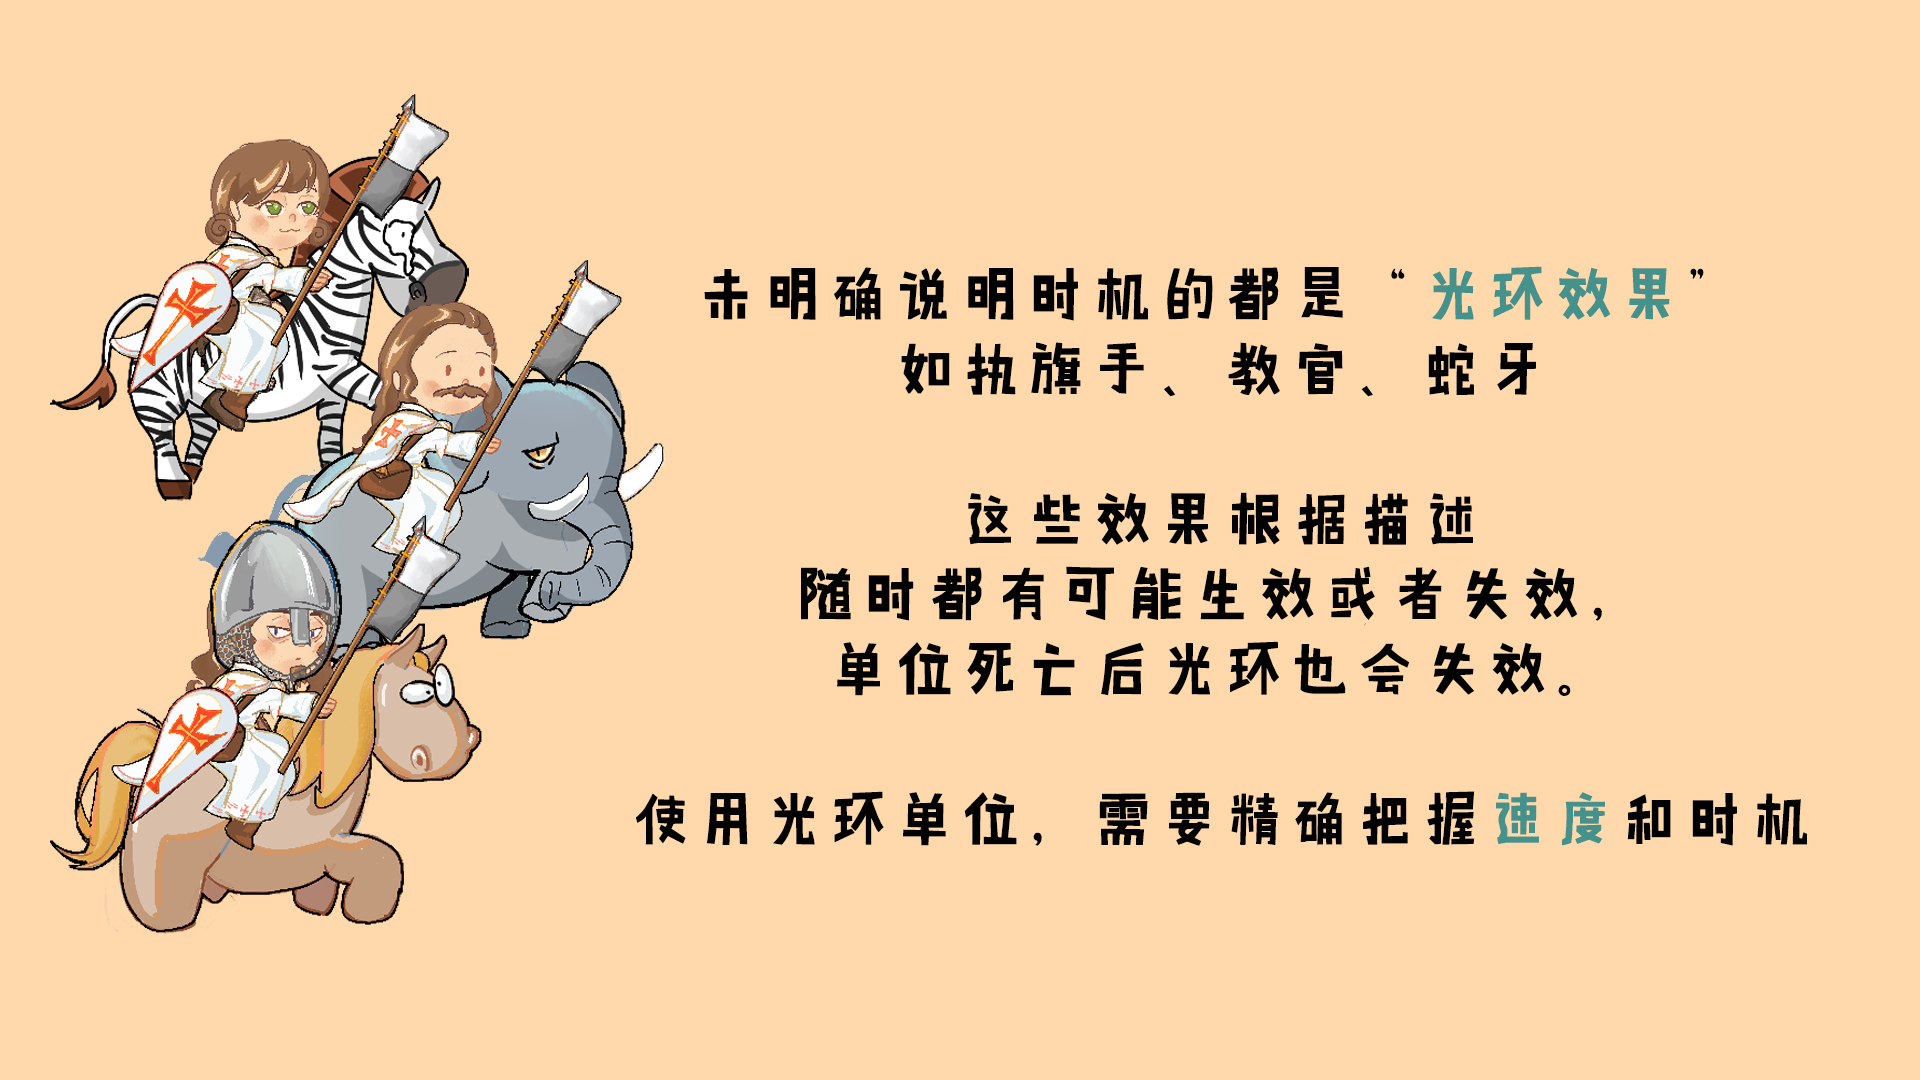 未明确说明时机的都是“光环效果”
如执旗手、教官、蛇牙
这些效果根据描述
随时都有可能生效或者失效，
单位死亡后光环也会失效。
使用光环单位，需要精确把握速度和时机